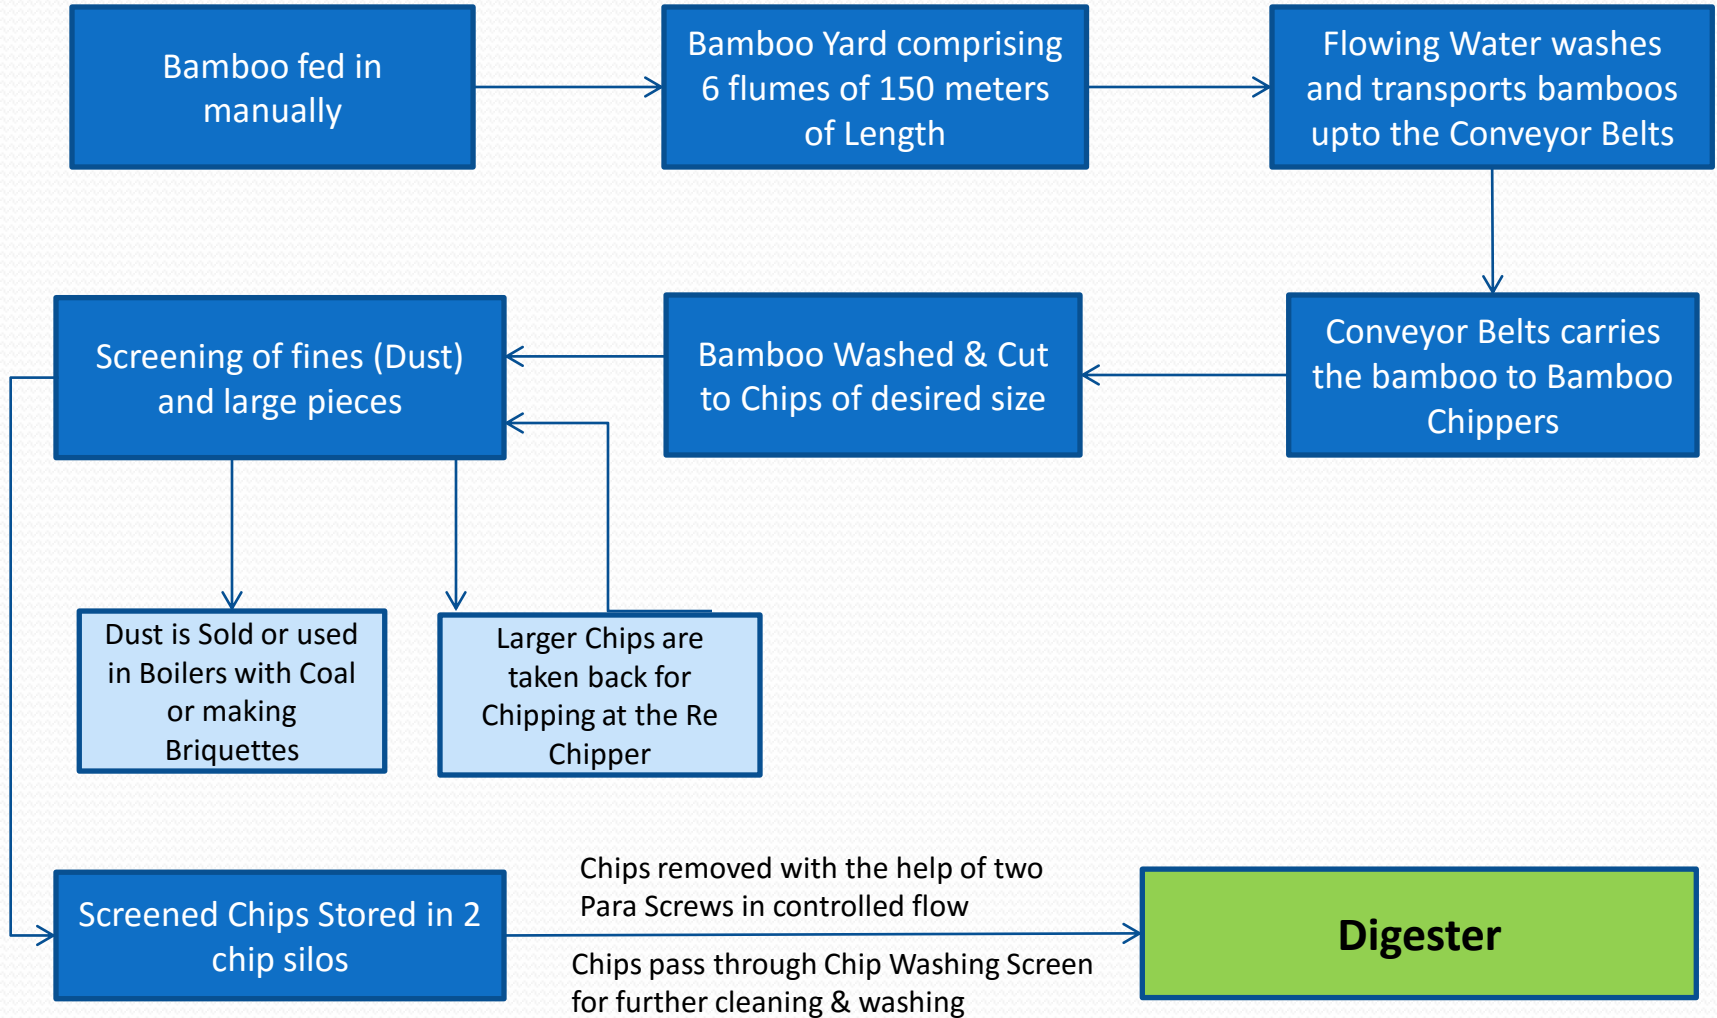 Bamboo fed in
manually
Bamboo Yard comprising
6 flumes of 150 meters
of Length
Flowing Water washes
and transports bamboos
upto the Conveyor Belts
Conveyor Belts carries
the bamboo to Bamboo
Chippers
Bamboo Washed & Cut
to Chips of desired size
Screening of fines (Dust)
and large pieces
Dust is Sold or used
in Boilers with Coal
or making
Briquettes
Larger Chips are
taken back for
Chipping at the Re
Chipper
Screened Chips Stored in 2
chip silos
Chips removed with the help of two
Para Screws in controlled flow
Chips pass through Chip Washing Screen
for further cleaning & washing
Digester